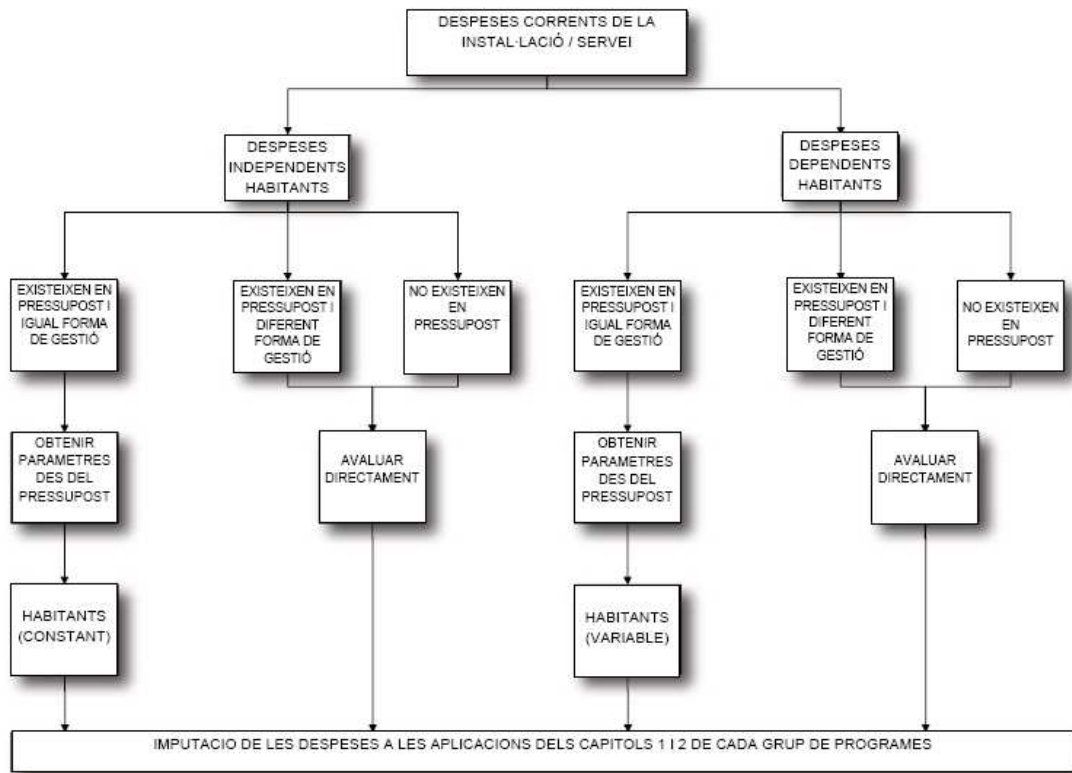 DESPESES CORRENTS DE LA
INSTAL·LACIÓ / SERVEI
DESPESES
INDEPENDENTS
HABITANTS
DESPESES
DEPENDENTS
HABITANTS
EXISTEIXEN EN
PRESSUPOST I
IGUAL FORMA
DE GESTIÓ
EXISTEIXEN EN
PRESSUPOST I
DIFERENT
FORMA DE
GESTIÓ
NO EXISTEIXEN
EN
PRESSUPOST
EXISTEIXEN EN
PRESSUPOST I
IGUAL FORMA
DE GESTIÓ
EXISTEIXEN EN
PRESSUPOST I
DIFERENT
FORMA DE
GESTIÓ
NO EXISTEIXEN
EN
PRESSUPOST
OBTENIR
PARAMETRES
DES DEL
PRESSUPOST
AVALUAR
DIRECTAMENT
OBTENIR
PARAMETRES
DES DEL
PRESSUPOST
AVALUAR
DIRECTAMENT
HABITANTS
(CONSTANT)
HABITANTS
(VARIABLE)
IMPUTACIO DE LES DESPESES A LES APLICACIONS DELS CAPITOLS 1 I 2 DE CADA GRUP DE PROGRAMES